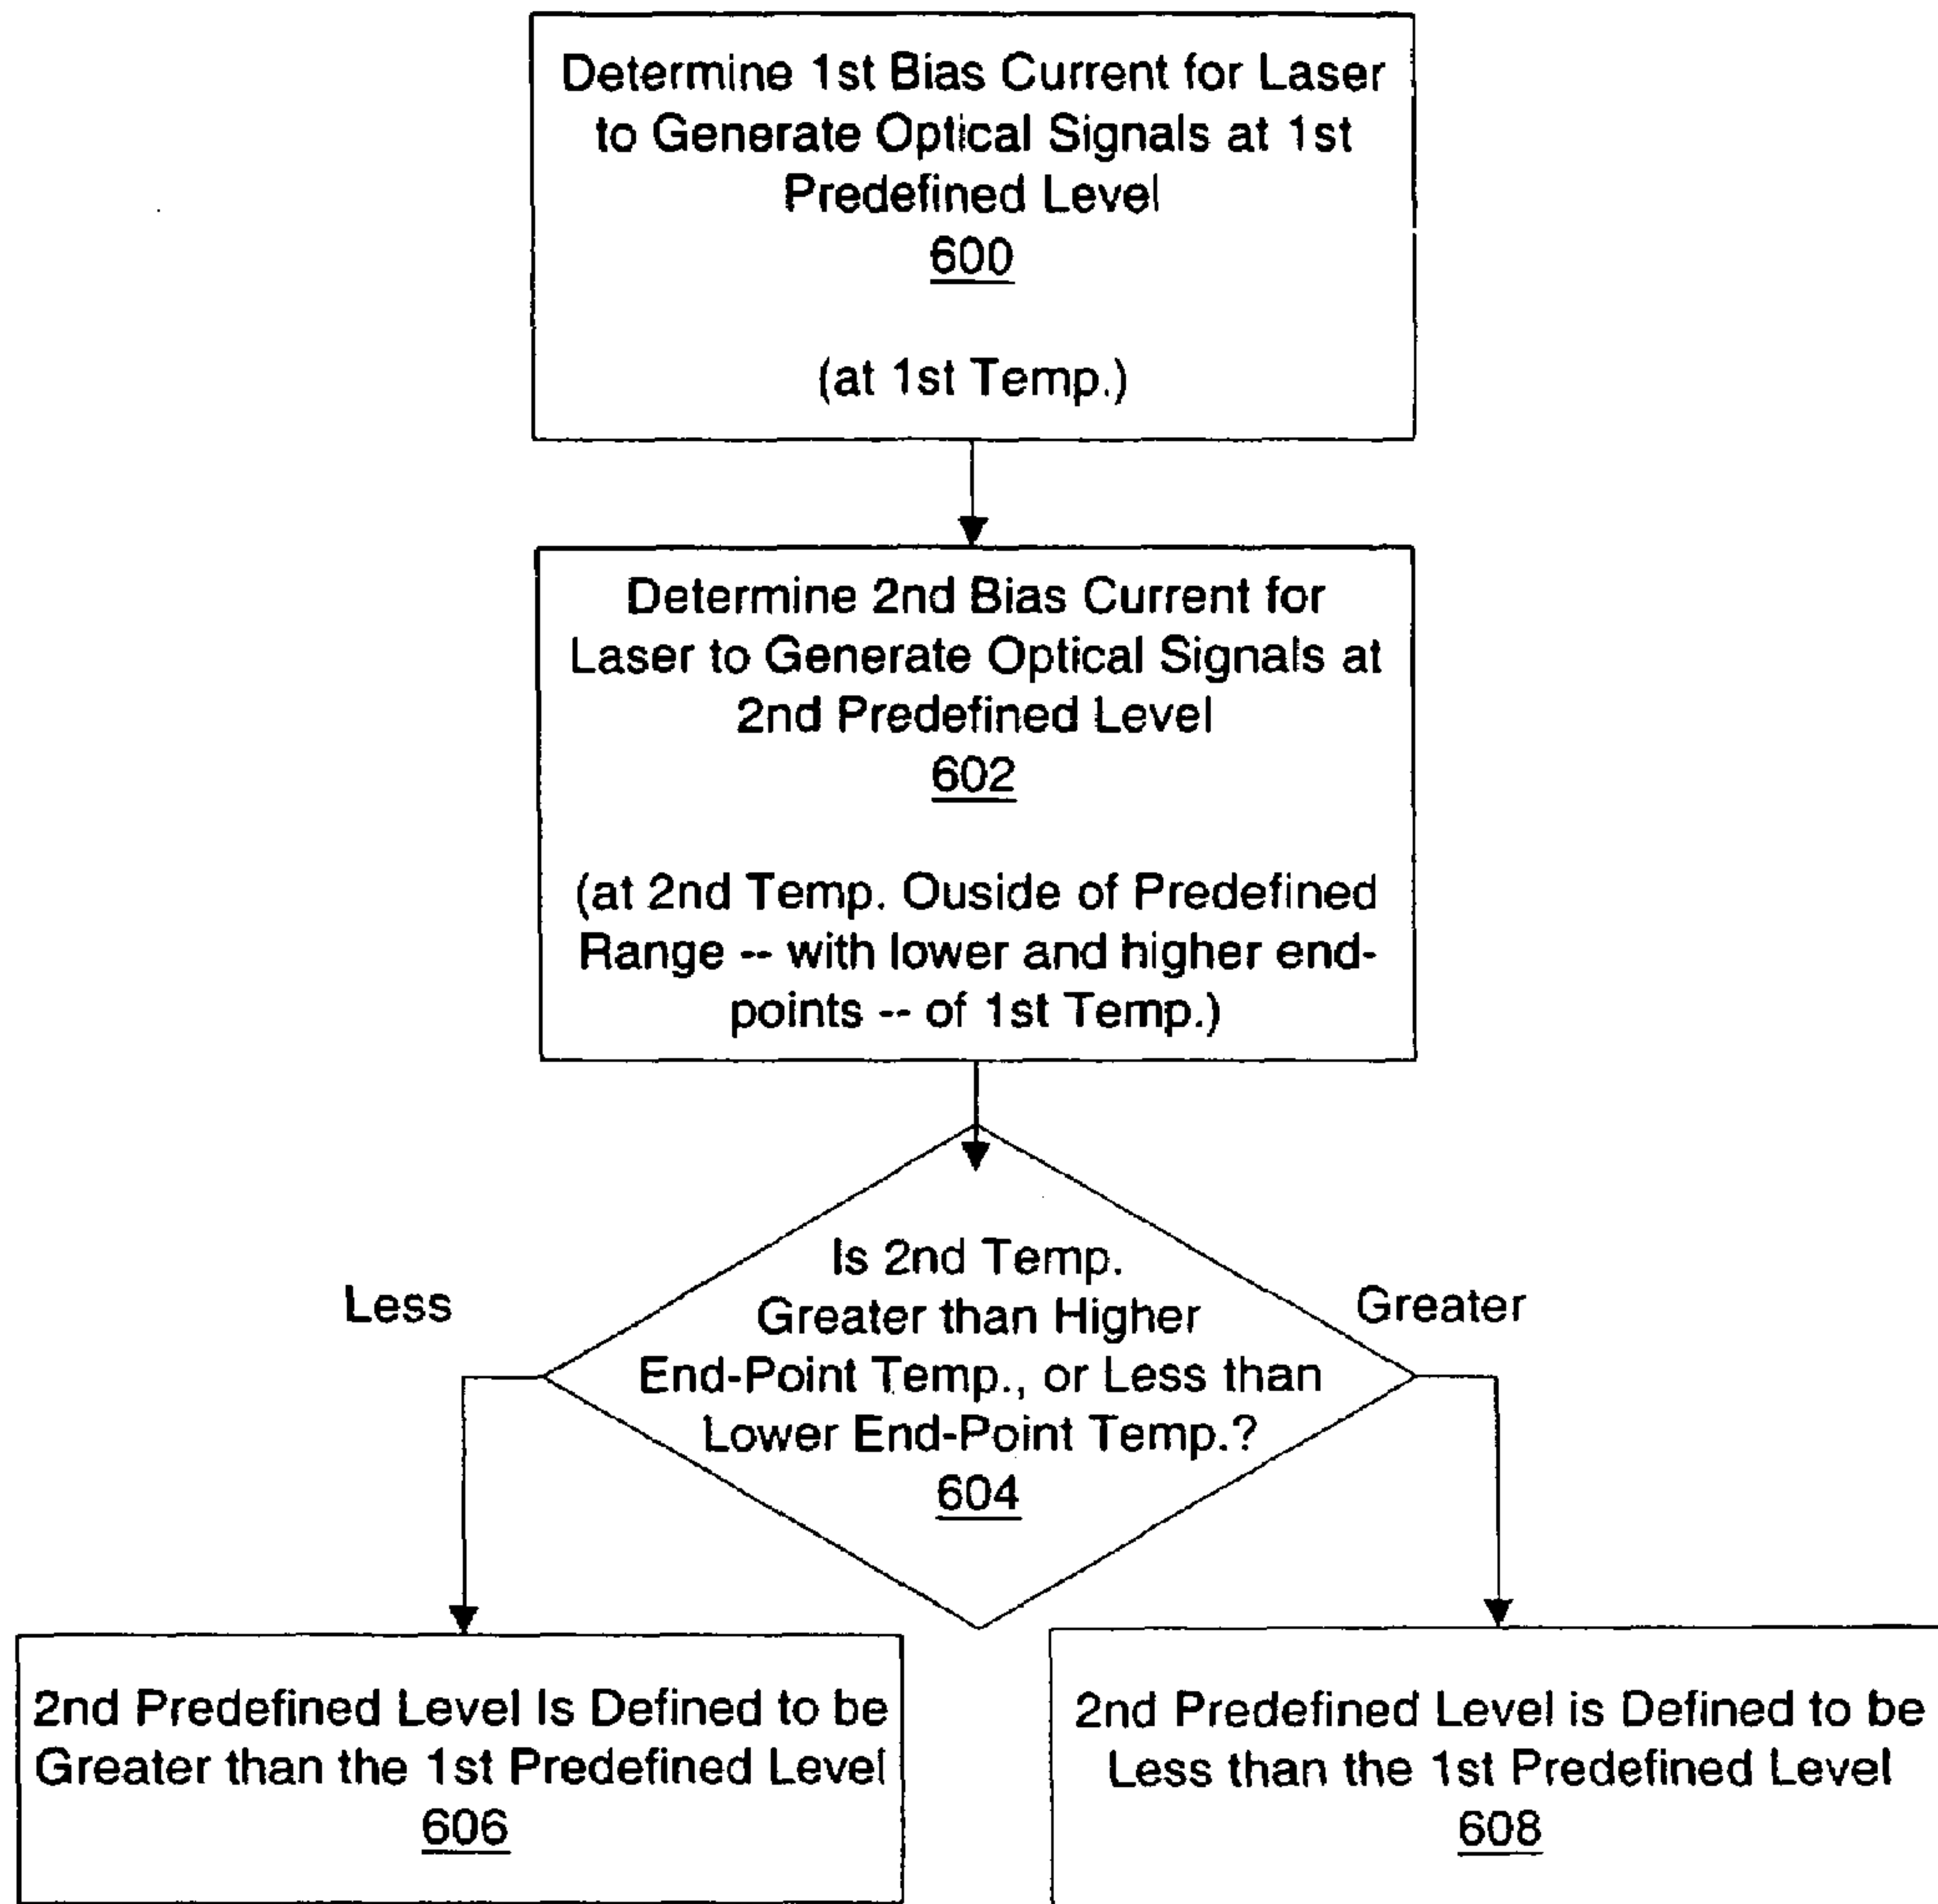 Determine 1st Bias Current for Laser
to Generate Optical Signals at 1st
Predefined Level
600
(at 1st Temp.)
Determine 2nd Bias Current for
Laser to Generate Optical Signals at
2nd Predefined Level
602
(at 2nd Temp. Ouside of Predefined
Range -- with lower and higher end-
points -- of 1st Temp.)
Is 2nd Temp.
Greater than Higher
End-Point Temp., or Less than
Lower End-Point Temp.?
604
Less
Greater
2nd Predefined Level Is Defined to be
Greater than the 1st Predefined Level
606
2nd Predefined Level is Defined to be
Less than the 1st Predefined Level
608